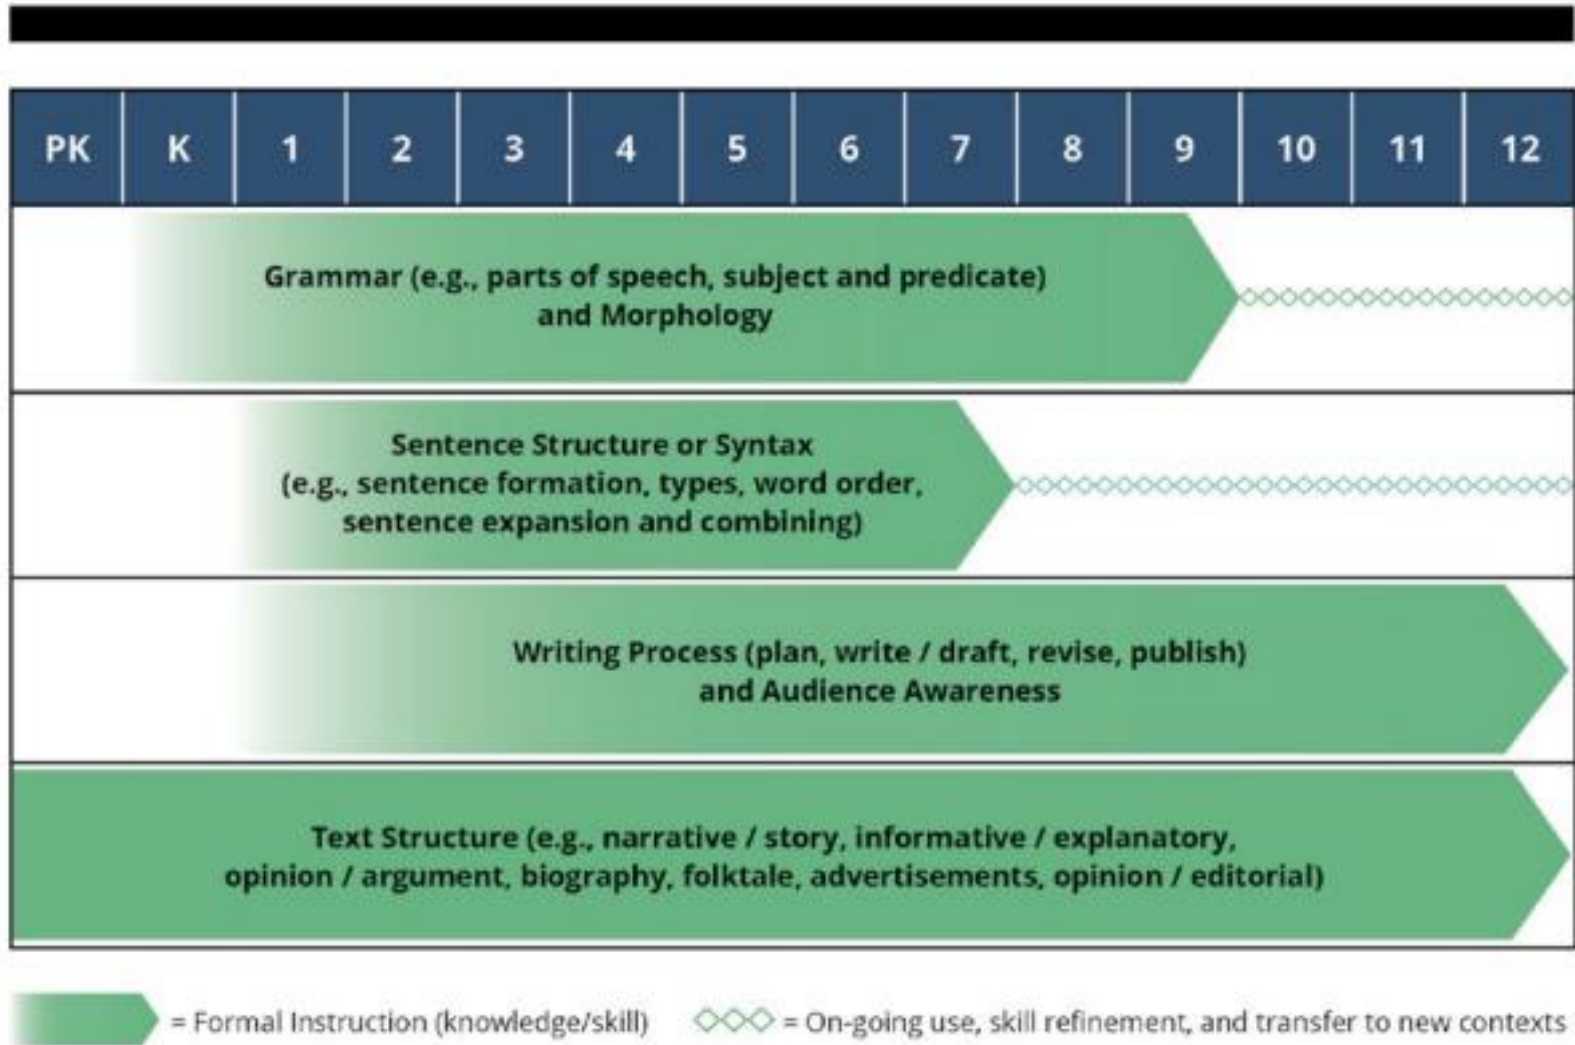 PK K 1 2 3 4 5 6 7 8 9 10 11 12
Grammar (e.g., parts of speech, subject and predicate)
and Morphology
Sentence Structure or Syntax
(e.g., sentence formation, types, word order,
sentence expansion and combining)
Writing Process (plan, write / draft, revise, publish)
and Audience Awareness
Text Structure (e.g., narrative / story, informative / explanatory,
opinion / argument, biography, folktale, advertisements, opinion / editorial)
= Formal Instruction (knowledge/skill) = On-going use, skill refinement, and transfer to new contexts